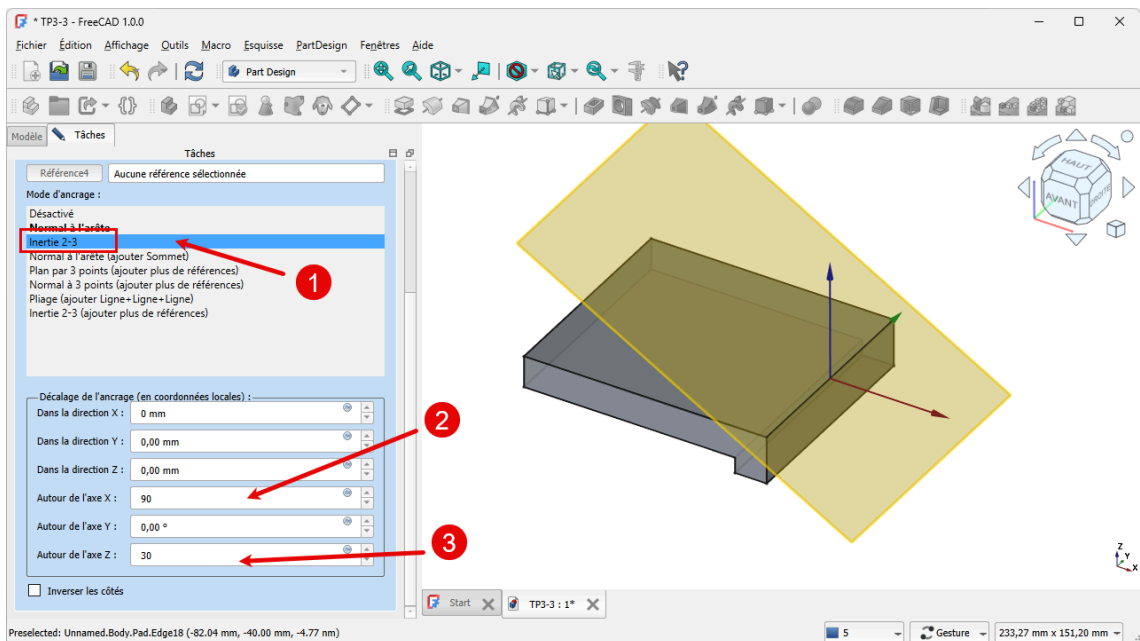 * TP3-3 - FreeCAD 1.0.0
Fichier Édition Affichage Outils Macro Esquisse PartDesign Fenêtres Aide
Part Design
Modèle Tâches
Tâches
Référence4 Aucune référence sélectionnée
Mode d'ancrage :
Désactivé
Normal à l'arête
Inertie 2-3
Normal à l'arête (ajouter Sommet)
Plan par 3 points (ajouter plus de références)
Normal à 3 points (ajouter plus de références)
Pliage (ajouter Ligne+Ligne+Ligne)
Inertie 2-3 (ajouter plus de références)
1
Décalage de l'ancrage (en coordonnées locales) :
Dans la direction X : 0 mm
Dans la direction Y : 0,00 mm
Dans la direction Z : 0,00 mm
Autour de l'axe X : 90
Autour de l'axe Y : 0,00 °
Autour de l'axe Z : 30
2
3
Inverser les côtés
HAUT
AVANT
DROITE
Z
Y
X
Start TP3-3 : 1*
Preselected: Unnamed.Body.Pad.Edge18 (-82.04 mm, -40.00 mm, -4.77 nm)
5 Gesture 233,27 mm x 151,20 mm